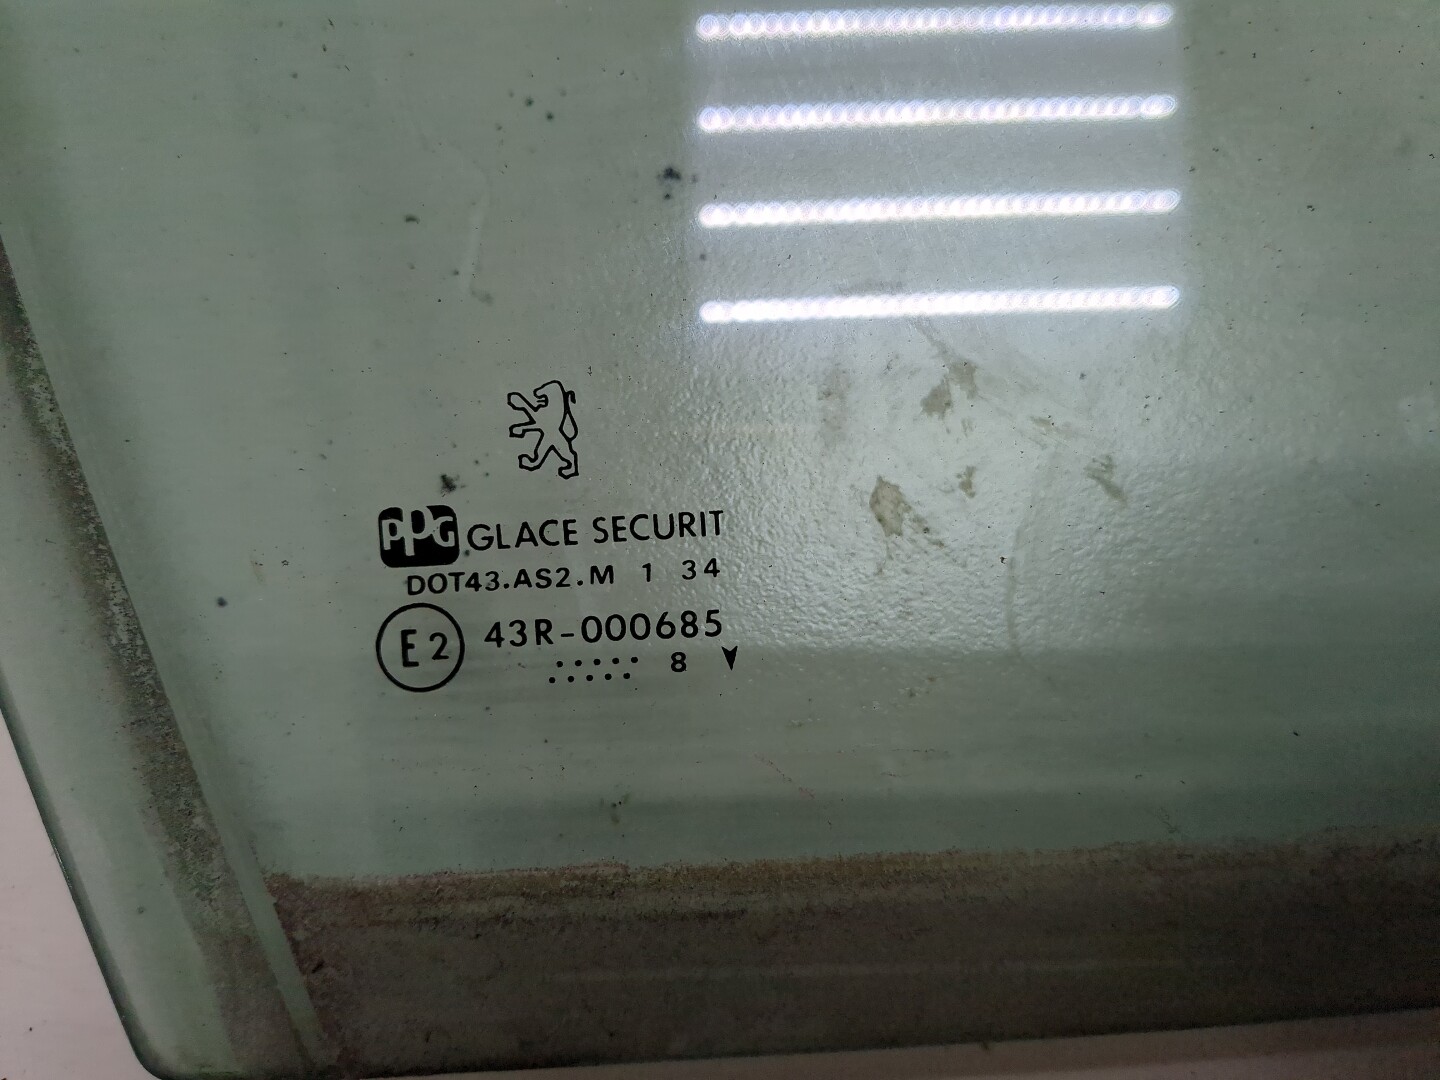 PPG GLACE SECURIT
DOT43.AS2.M 1 34
E2 43R-000685
8